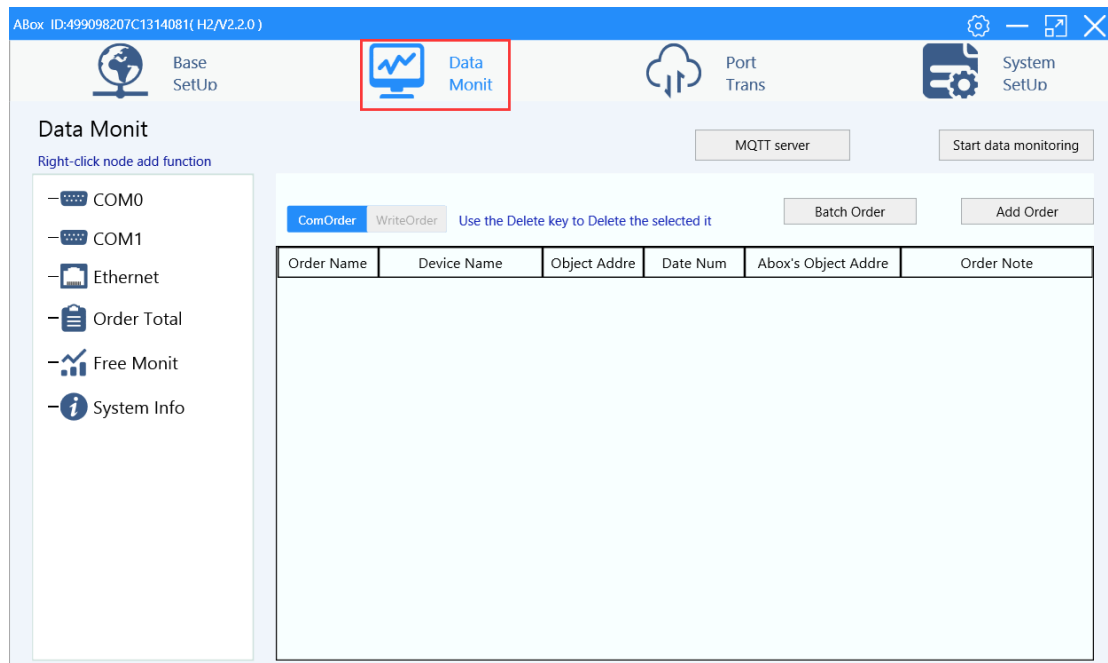 ABox ID:499098207C1314081( H2/V2.2.0 )
Base
SetUp
Data
Monit
Port
Trans
System
SetUp
Data Monit
MQTT server
Start data monitoring
Right-click node add function
COM0
COM1
Ethernet
Order Total
Free Monit
System Info
ComOrder
WriteOrder
Use the Delete key to Delete the selected it
Batch Order
Add Order
Order Name
Device Name
Object Addre
Date Num
Abox's Object Addre
Order Note